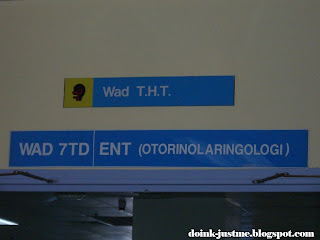 Wad T.H.T.
WAD 7TD ENT (OTORINOLARINGOLOGI)
doink-justme.blogspot.com